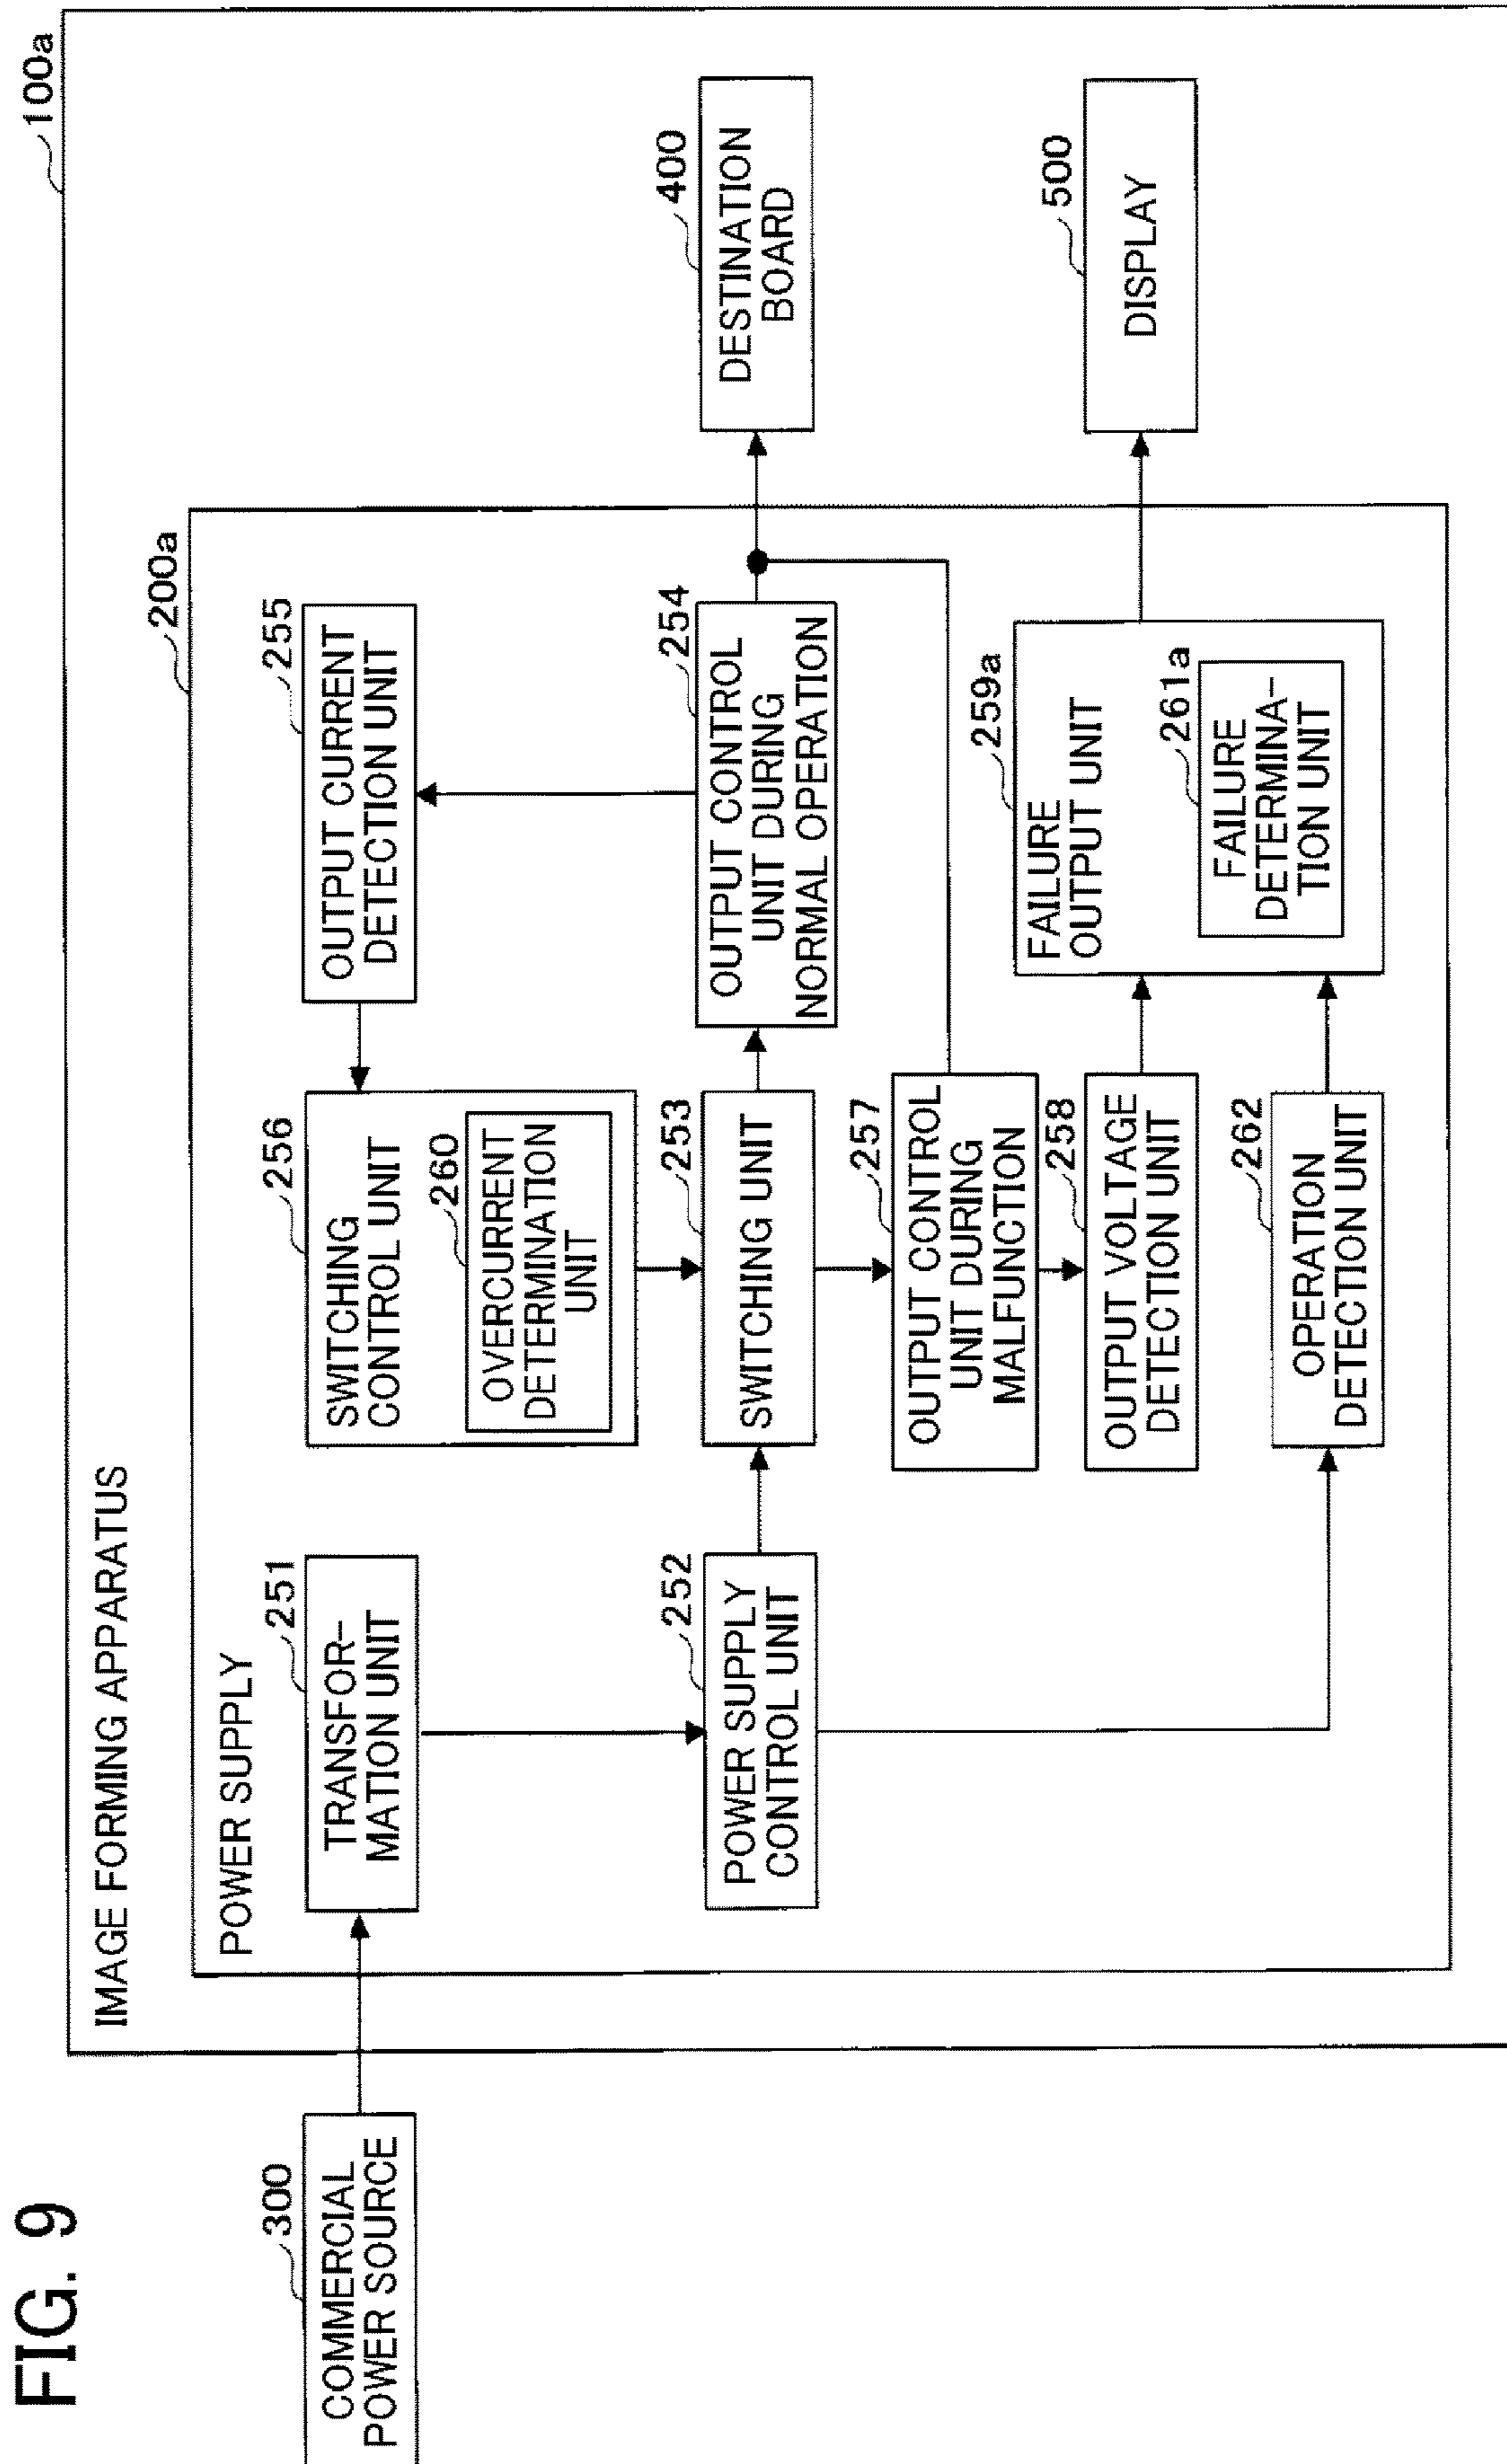 FIG. 9
100a
IMAGE FORMING APPARATUS
200a
POWER SUPPLY
300
COMMERCIAL
POWER SOURCE
251
TRANSFOR-
MATION UNIT
256
SWITCHING
CONTROL UNIT
260
OVERCURRENT
DETERMINATION
UNIT
255
OUTPUT CURRENT
DETECTION UNIT
252
POWER SUPPLY
CONTROL UNIT
253
SWITCHING UNIT
254
OUTPUT CONTROL
UNIT DURING
NORMAL OPERATION
400
DESTINATION
BOARD
257
OUTPUT CONTROL
UNIT DURING
MALFUNCTION
258
OUTPUT VOLTAGE
DETECTION UNIT
259a
FAILURE
OUTPUT UNIT
261a
FAILURE
DETERMINA-
TION UNIT
500
DISPLAY
262
OPERATION
DETECTION UNIT